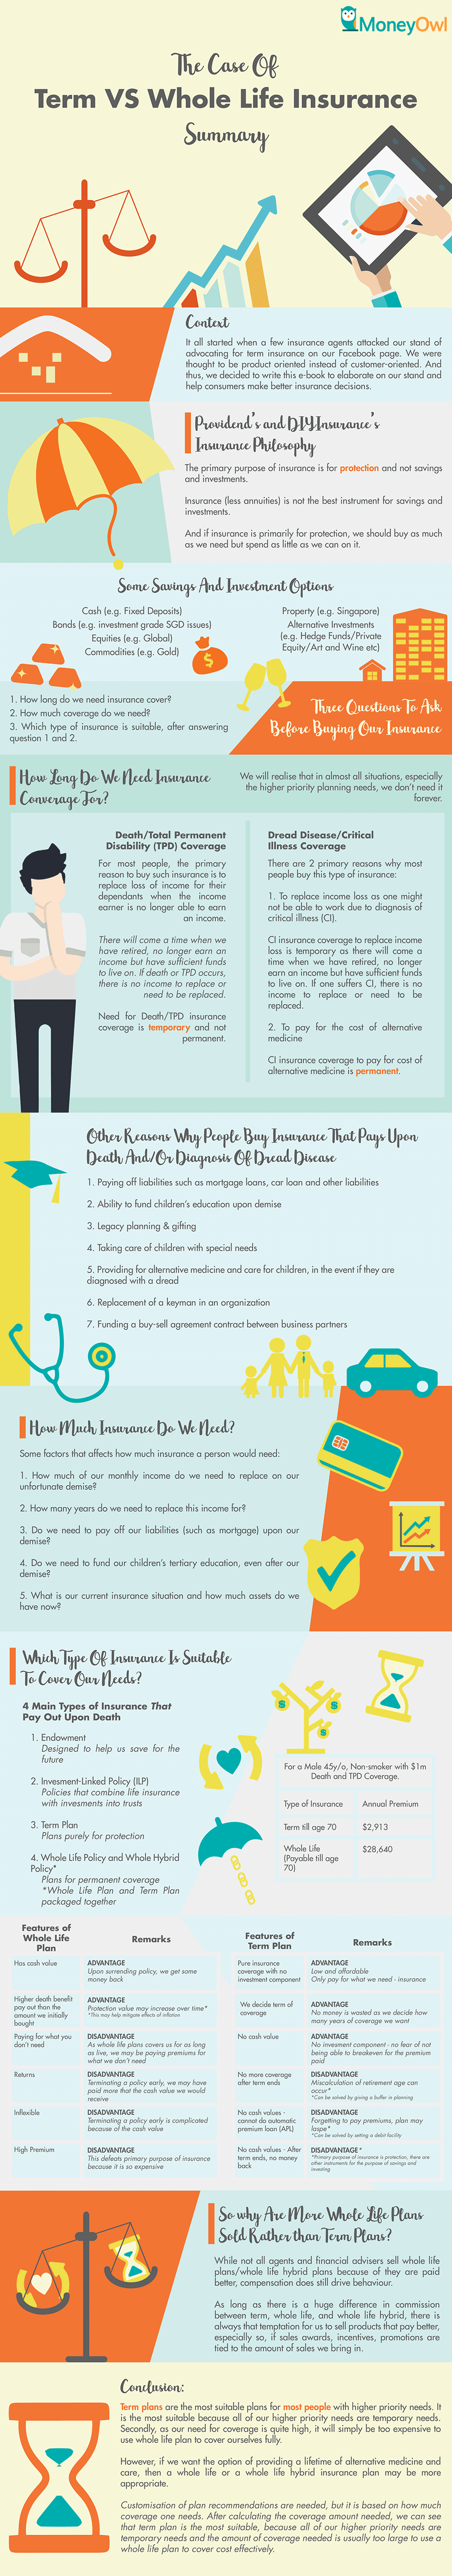 MoneyOwl
The Case Of
Term VS Whole Life Insurance
Summary
Context
It all started when a few insurance agents attacked our stand of
advocating for term insurance on our Facebook page. We were
thought to be product oriented instead of customer-oriented. And
thus, we decided to write this e-book to elaborate on our stand and
help consumers make better insurance decisions.
Providend's and DIYInsurance's
Insurance Philosophy
The primary purpose of insurance is for protection and not savings
and investments.
Insurance (less annuities) is not the best instrument for savings and
investments.
And if insurance is primarily for protection, we should buy as much
as we need but spend as little as we can on it.
Some Savings And Investment Options
Cash (e.g. Fixed Deposits)
Bonds (e.g. investment grade SGD issues)
Equities (e.g. Global)
Commodities (e.g. Gold)
Property (e.g. Singapore)
Alternative Investments
(e.g. Hedge Funds/Private
Equity/Art and Wine etc)
1. How long do we need insurance cover?
2. How much coverage do we need?
3. Which type of insurance is suitable, after answering
question 1 and 2.
Three Questions To Ask
Before Buying Our Insurance
How Long Do We Need Insurance
Converage For?
We will realise that in almost all situations, especially
the higher priority planning needs, we don't need it
forever.
Death/Total Permanent
Disability (TPD) Coverage
For most people, the primary
reason to buy such insurance is to
replace loss of income for their
dependants when the income
earner is no longer able to earn
an income.
There will come a time when we
have retired, no longer earn an
income but have sufficient funds
to live on. If death or TPD occurs,
there is no income to replace or
need to be replaced.
Need for Death/TPD insurance
coverage is temporary and not
permanent.
Dread Disease/Critical
Illness Coverage
There are 2 primary reasons why most
people buy this type of insurance:
1. To replace income loss as one might
not be able to work due to diagnosis of
critical illness (CI).
CI insurance coverage to replace income
loss is temporary as there will come a
time when we have retired, no longer
earn an income but have sufficient funds
to live on. If one suffers CI, there is no
income to replace or need to be
replaced.
2. To pay for the cost of alternative
medicine
CI insurance coverage to pay for cost of
alternative medicine is permanent.
Other Reasons Why People Buy Insurance That Pays Upon
Death And/Or Diagnosis Of Dread Disease
1. Paying off liabilities such as mortgage loans, car loan and other liabilities
2. Ability to fund children's education upon demise
3. Legacy planning & gifting
4. Taking care of children with special needs
5. Providing for alternative medicine and care for children, in the event if they are
diagnosed with a dread
6. Replacement of a keyman in an organization
7. Funding a buy-sell agreement contract between business partners
How Much Insurance Do We Need?
Some factors that affects how much insurance a person would need:
1. How much of our monthly income do we need to replace on our
unfortunate demise?
2. How many years do we need to replace this income for?
3. Do we need to pay off our liabilities (such as mortgage) upon our
demise?
4. Do we need to fund our children's tertiary education, even after our
demise?
5. What is our current insurance situation and how much assets do we
have now?
Which Type Of Insurance Is Suitable
To Cover Our Needs?
4 Main Types of Insurance That
Pay Out Upon Death
1. Endowment
Designed to help us save for the
future
2. Invesment-Linked Policy (ILP)
Policies that combine life insurance
with invesments into trusts
3. Term Plan
Plans purely for protection
4. Whole Life Policy and Whole Hybrid
Policy*
Plans for permanent coverage
*Whole Life Plan and Term Plan
packaged together
For a Male 45y/o, Non-smoker with $1m
Death and TPD Coverage.
Type of Insurance
Annual Premium
Term till age 70
$2,913
Whole Life
(Payable till age
70)
$28,640
Features of
Whole Life
Plan
Remarks
Has cash value
ADVANTAGE
Upon surrending policy, we get some
money back
Higher death benefit
pay out than the
amount we initially
bought
ADVANTAGE
Protection value may increase over time*
*This may help mitigate effects of inflation.
Paying for what you
don't need
DISADVANTAGE
As whole life plans covers us for as long
as live, we may be paying premiums for
what we don't need
Returns
DISADVANTAGE
Terminating a policy early, we may have
paid more that the cash value we would
receive
Inflexible
DISADVANTAGE
Terminating a policy early is complicated
because of the cash value
High Premium
DISADVANTAGE
This defeats primary purpose of insurance
because it is so expensive
Features of
Term Plan
Remarks
Pure insurance
coverage with no
investment component
ADVANTAGE
Low and affordable
Only pay for what we need - insurance
We decide term of
coverage
ADVANTAGE
No money is wasted as we decide how
many years of coverage we want
No cash value
ADVANTAGE
No invesment component - no fear of not
being able to breakeven for the premium
paid
No more coverage
after term ends
DISADVANTAGE
Miscalculation of retirement age can
occur*
*Can be solved by giving a buffer in planning
No cash values -
cannot do automatic
premium loan (APL)
DISADVANTAGE
Forgetting to pay premiums, plan may
laspe*
*Can be solved by setting a debit facility
No cash values - After
term ends, no money
back
DISADVANTAGE*
*Primary purpose of insurance is protection, there are
other instruments for the purpose of savings and
investing
So why Are More Whole Life Plans
Sold Rather than Term Plans?
While not all agents and financial advisers sell whole life
plans/whole life hybrid plans because of they are paid
better, compensation does still drive behaviour.
As long as there is a huge difference in commission
between term, whole life, and whole life hybrid, there is
always that temptation for us to sell products that pay better,
especially so, if sales awards, incentives, promotions are
tied to the amount of sales we bring in.
Conclusion:
Term plans are the most suitable plans for most people with higher priority needs. It
is the most suitable because all of our higher priority needs are temporary needs.
Secondly, as our need for coverage is quite high, it will simply be too expensive to
use whole life plan to cover ourselves fully.
However, if we want the option of providing a lifetime of alternative medicine and
care, then a whole life or a whole life hybrid insurance plan may be more
appropriate.
Customisation of plan recommendations are needed, but it is based on how much
coverage one needs. After calculating the coverage amount needed, we can see
that term plan is the most suitable, because all of our higher priority needs are
temporary needs and the amount of coverage needed is usually too large to use a
whole life plan to cover cost effectively.